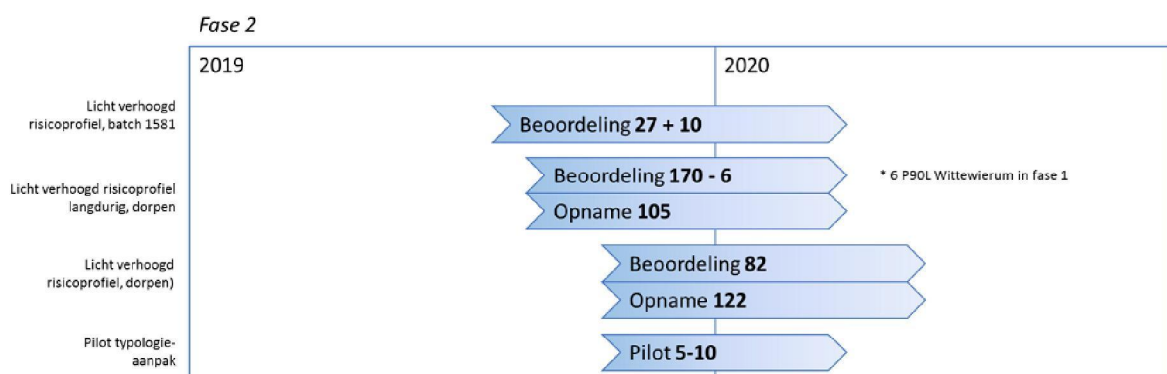 Fase 2
2019
2020
Licht verhoogd
risicoprofiel, batch 1581
Beoordeling 27 + 10
Licht verhoogd risicoprofiel
langdurig, dorpen
Beoordeling 170 - 6
* 6 P90L Wittewierum in fase 1
Opname 105
Licht verhoogd
risicoprofiel, dorpen)
Beoordeling 82
Opname 122
Pilot typologie-
aanpak
Pilot 5-10